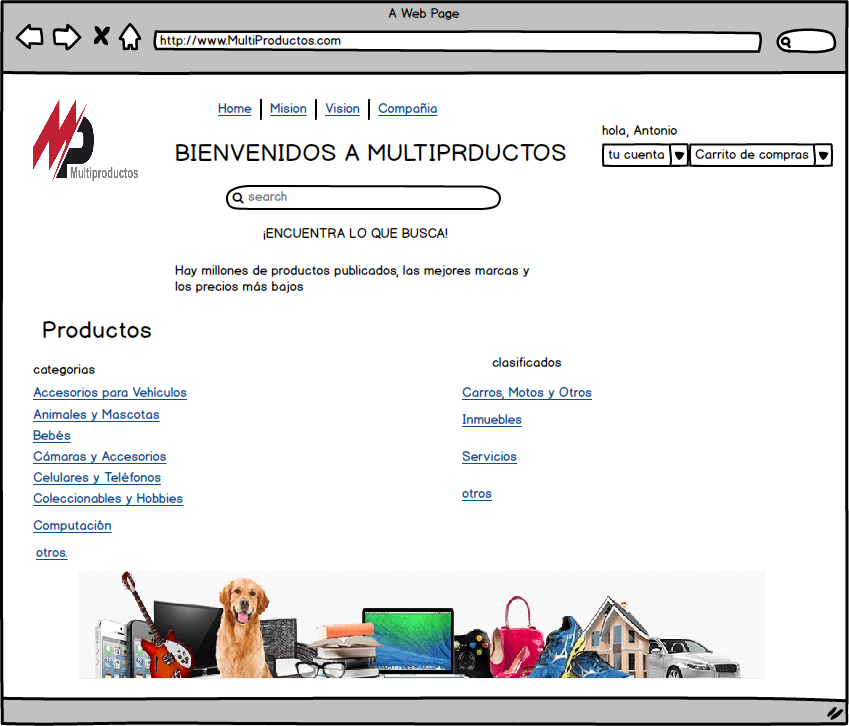 A Web Page
http://www.MultiProductos.com
Home Mision Vision Compañia
hola, Antonio
Multiproductos
BIENVENIDOS A MULTIPRDUCTOS
tu cuenta Carrito de compras
search
¡ENCUENTRA LO QUE BUSCA!
Hay millones de productos publicados, las mejores marcas y
los precios más bajos
Productos
categorias
Accesorios para Vehículos
Animales y Mascotas
Bebés
Cámaras y Accesorios
Celulares y Teléfonos
Coleccionables y Hobbies
Computación
otros.
clasificados
Carros, Motos y Otros
Inmuebles
Servicios
otros